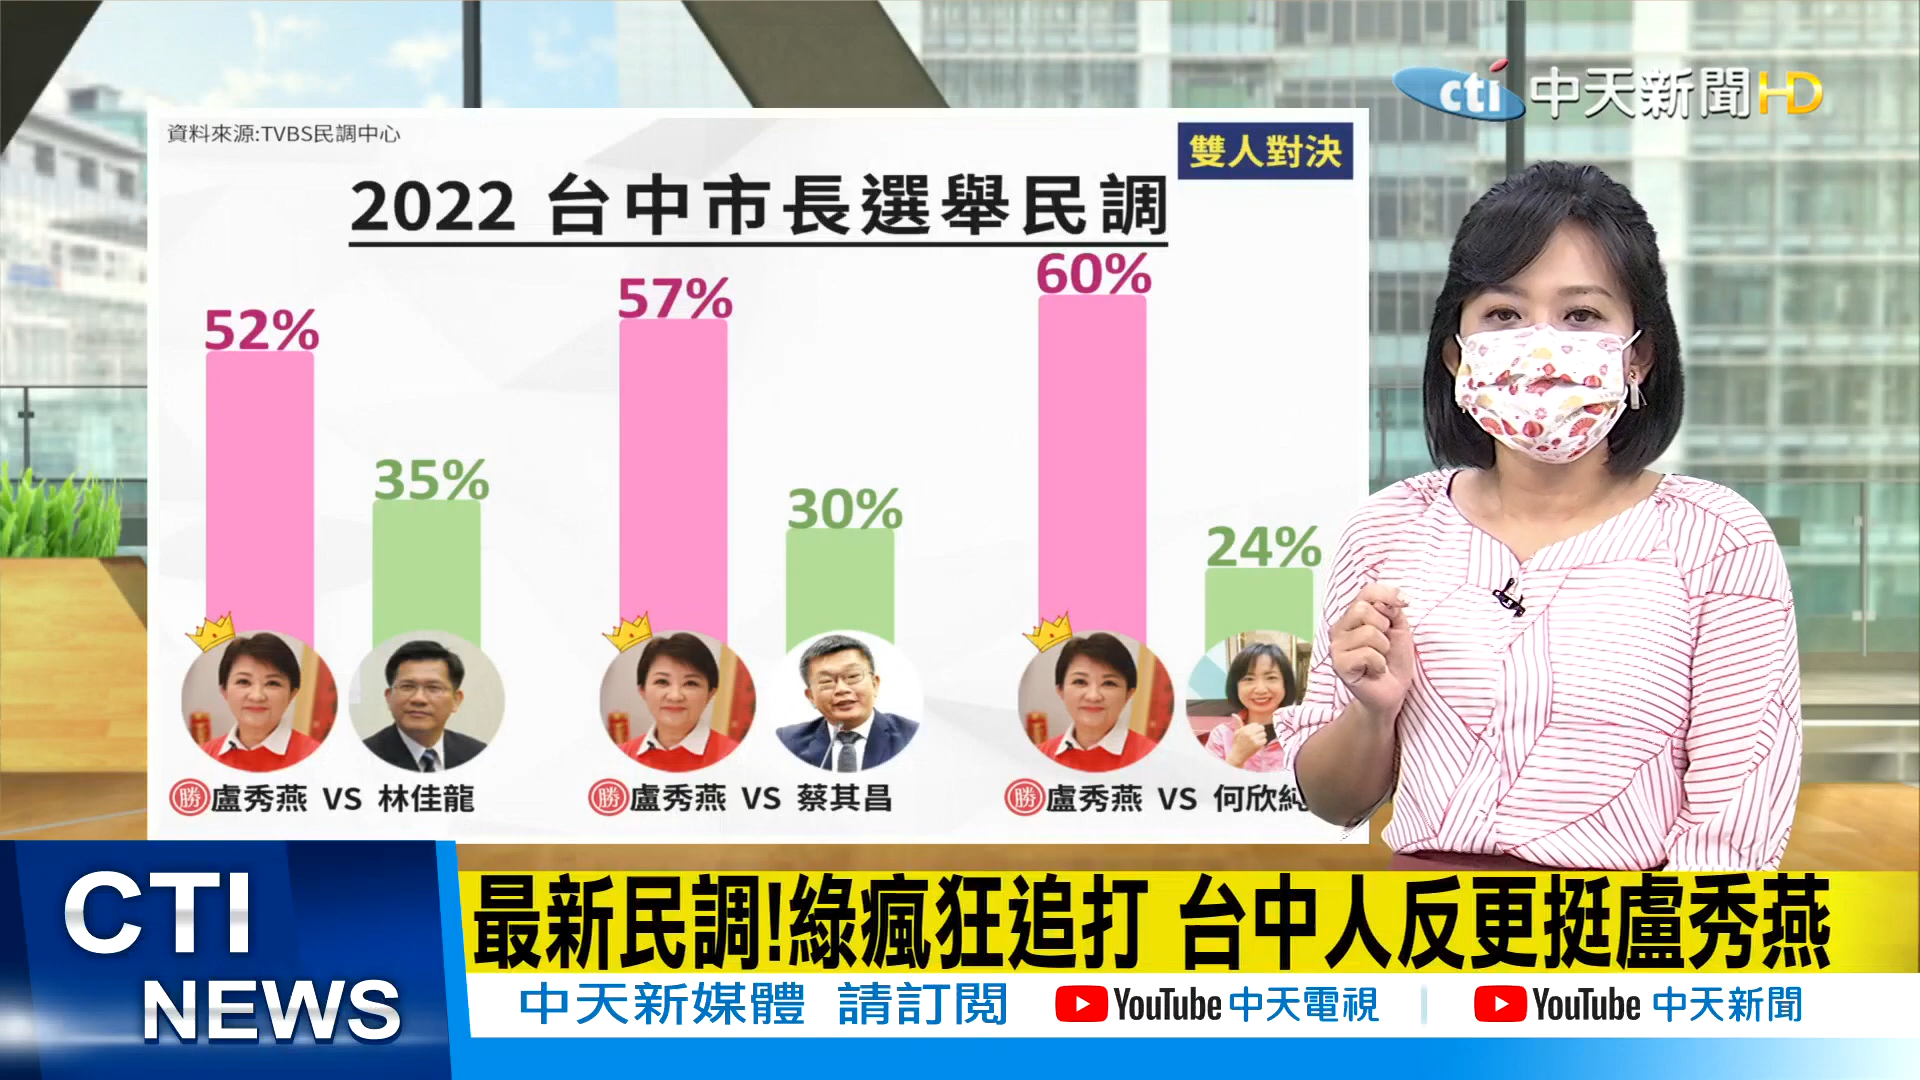 資料來源:TVBS民調中心
雙人對決
cti 中天新聞HD
2022 台中市長選舉民調
52%
35%
57%
30%
60%
24%
勝盧秀燕 VS 林佳龍
勝盧秀燕 VS 蔡其昌
勝盧秀燕 VS 何欣純
CTI
NEWS
最新民調!綠瘋狂追打 台中人反更挺盧秀燕
中天新媒體 請訂閱 YouTube 中天電視 | YouTube 中天新聞